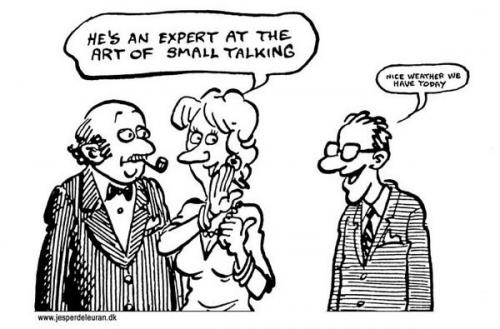 HE'S AN EXPERT AT THE
ART OF SMALL TALKING
NICE WEATHER WE
HAVE TODAY
www.jesperdeleuran.dk